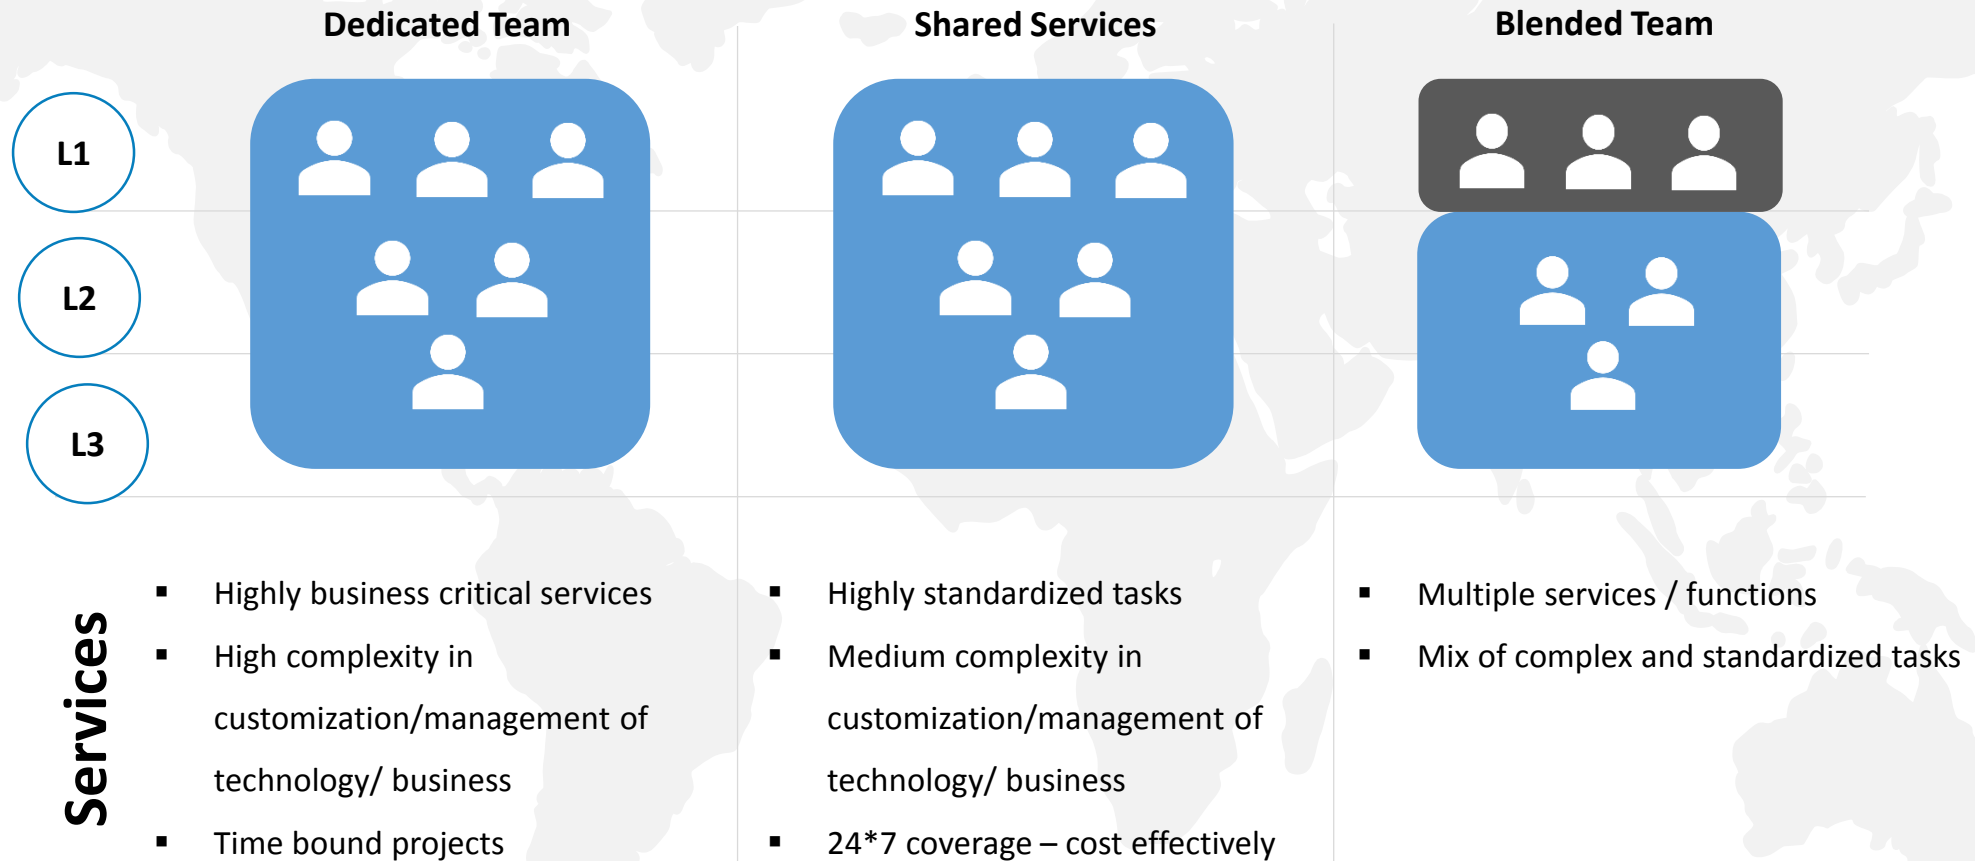 Dedicated Team
Shared Services
Blended Team
L1
L2
L3
Services
▪ Highly business critical services
▪ High complexity in
customization/management of
technology/ business
▪ Time bound projects
▪ Highly standardized tasks
▪ Medium complexity in
customization/management of
technology/ business
▪ 24*7 coverage – cost effectively
▪ Multiple services / functions
▪ Mix of complex and standardized tasks